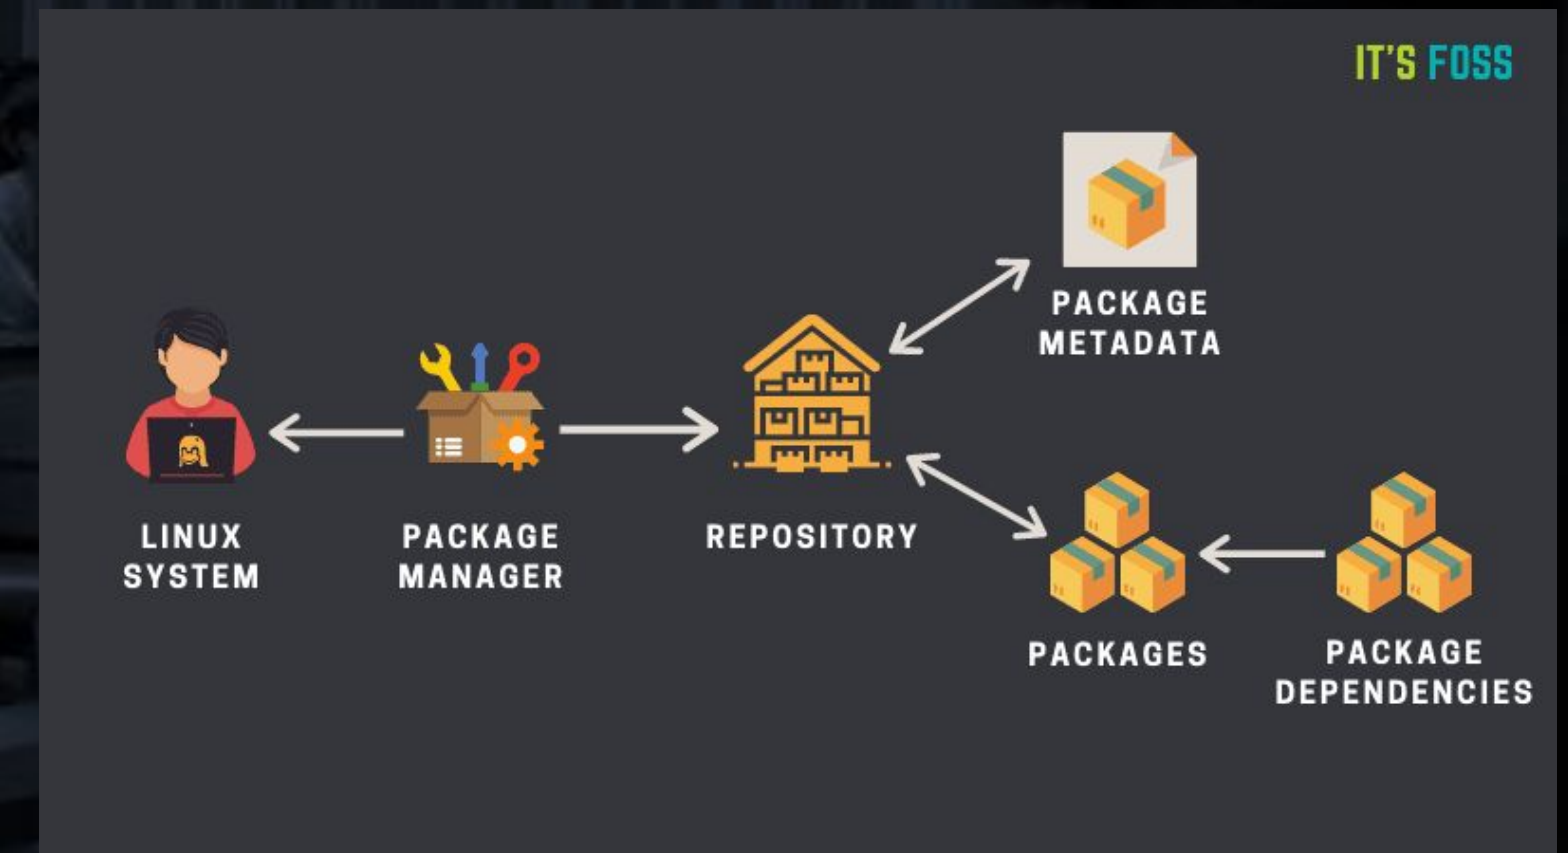 IT'S FOSS
PACKAGE
METADATA
LINUX
SYSTEM
PACKAGE
MANAGER
REPOSITORY
PACKAGES
PACKAGE
DEPENDENCIES